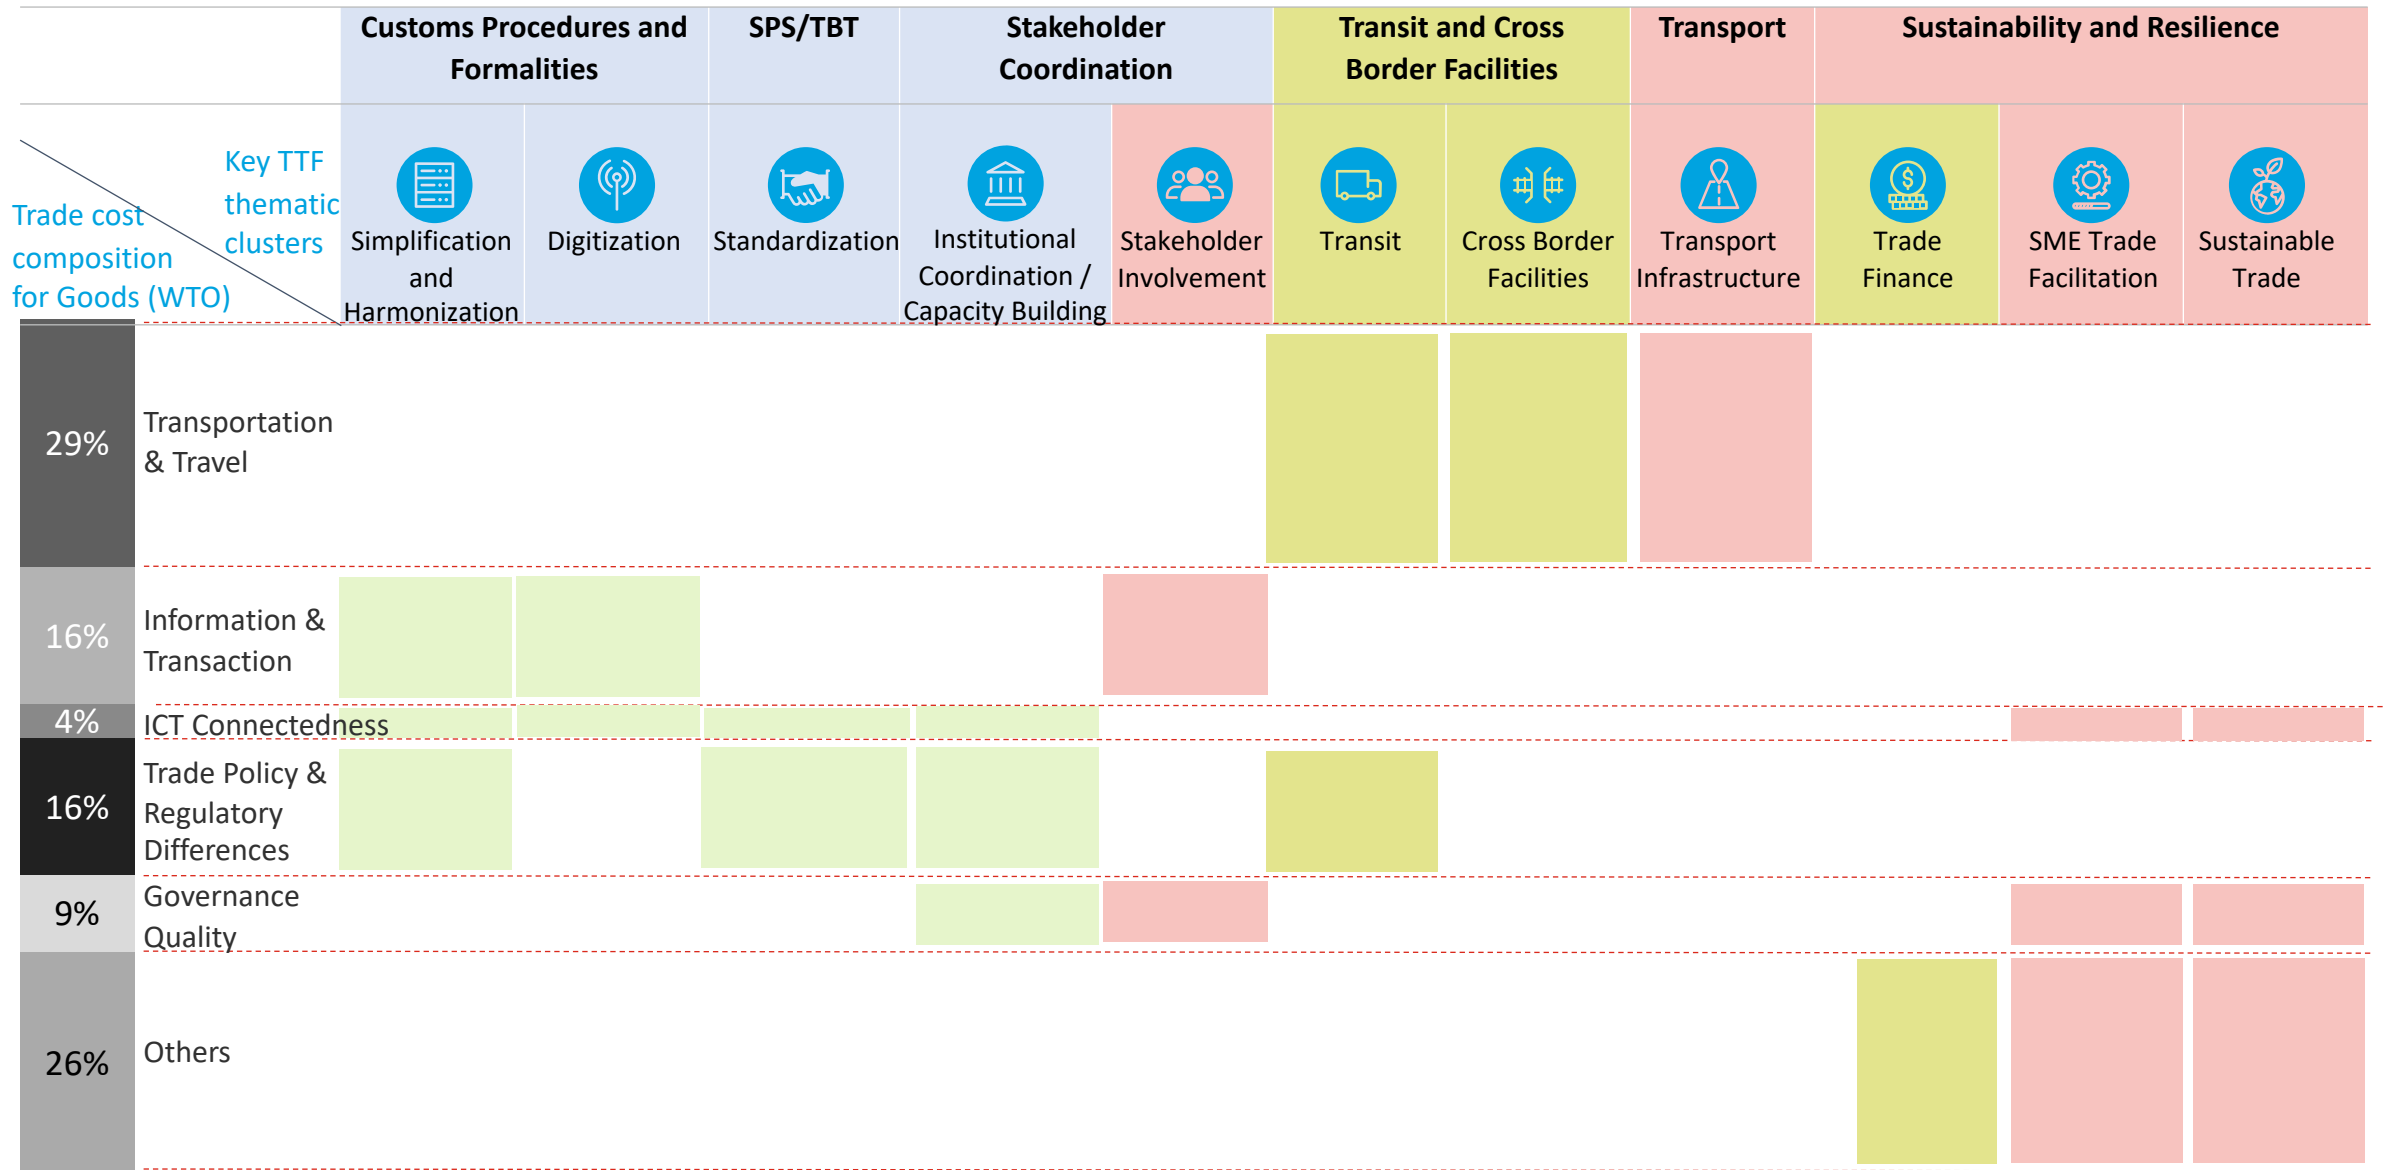 Customs Procedures and
Formalities
SPS/TBT
Stakeholder
Coordination
Transit and Cross
Border Facilities
Transport
Sustainability and Resilience
Key TTF
thematic
clusters
Trade cost
composition
for Goods (WTO)
Simplification
and
Harmonization
Digitization
Standardization
Institutional
Coordination /
Capacity Building
Stakeholder
Involvement
Transit
Cross Border
Facilities
Transport
Infrastructure
$
Trade
Finance
SME Trade
Facilitation
Sustainable
Trade
29%
Transportation
& Travel
16%
Information &
Transaction
4%
ICT Connectedness
16%
Trade Policy &
Regulatory
Differences
9%
Governance
Quality
26%
Others